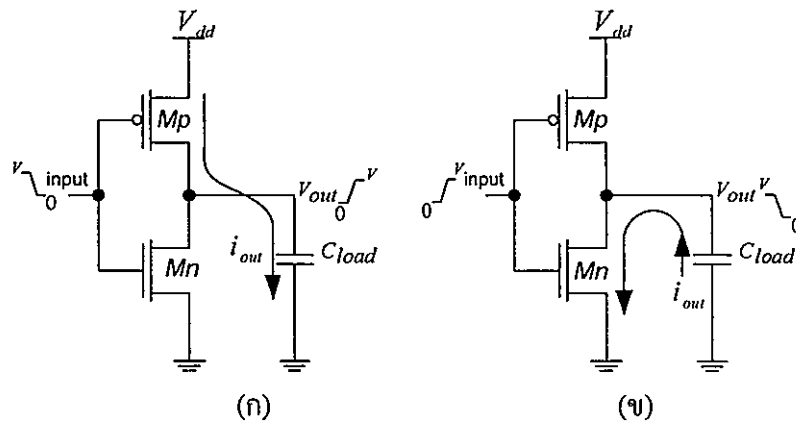 V_dd
V_dd
Mp
Mp
v
0
input
v_out
0
v
0
v
input
v_out
v
0
Mn
i_out
C_load
Mn
i_out
C_load
(ก)
(ข)